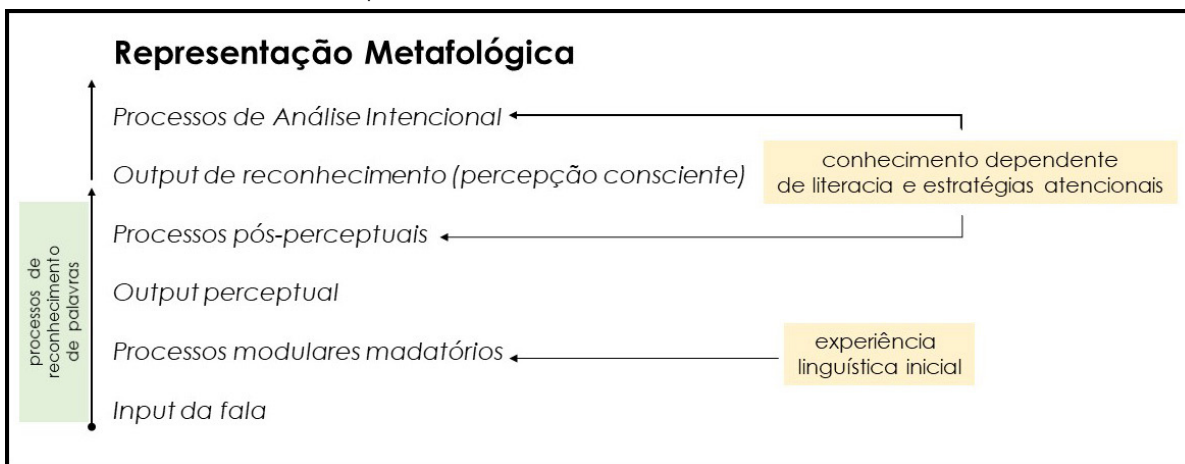 Representação Metafológica
Processos de Análise Intencional
Output de reconhecimento (percepção consciente)
conhecimento dependente
de literacia e estratégias atencionais
Processos pós-perceptuais
processos de
reconhecimento
de palavras
Output perceptual
Processos modulares madatórios
experiência
linguística inicial
Input da fala